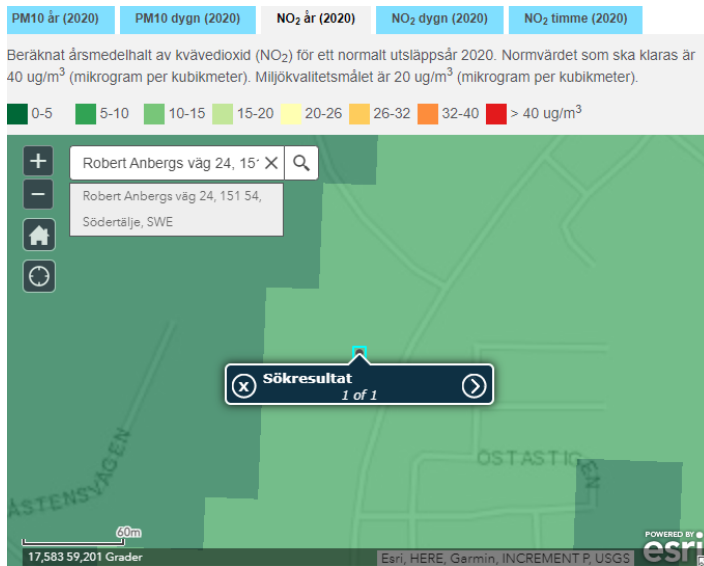 PM10 år (2020) PM10 dygn (2020) NO₂ år (2020) NO₂ dygn (2020) NO₂ timme (2020)
Beräknat årsmedelhalt av kvävedioxid (NO₂) för ett normalt utsläppsår 2020. Normvärdet som ska klaras är
40 ug/m³ (mikrogram per kubikmeter). Miljökvalitetsmålet är 20 ug/m³ (mikrogram per kubikmeter).
0-5 5-10 10-15 15-20 20-26 26-32 32-40 > 40 ug/m³
Robert Anbergs väg 24, 15
Robert Anbergs väg 24, 151 54,
Södertälje, SWE
Sökresultat
1 of 1
ÅSTENSVÄGEN
ÖSTASTIGEN
60m
17,583 59,201 Grader
Esri, HERE, Garmin, INCREMENT P, USGS
POWERED BY
esri